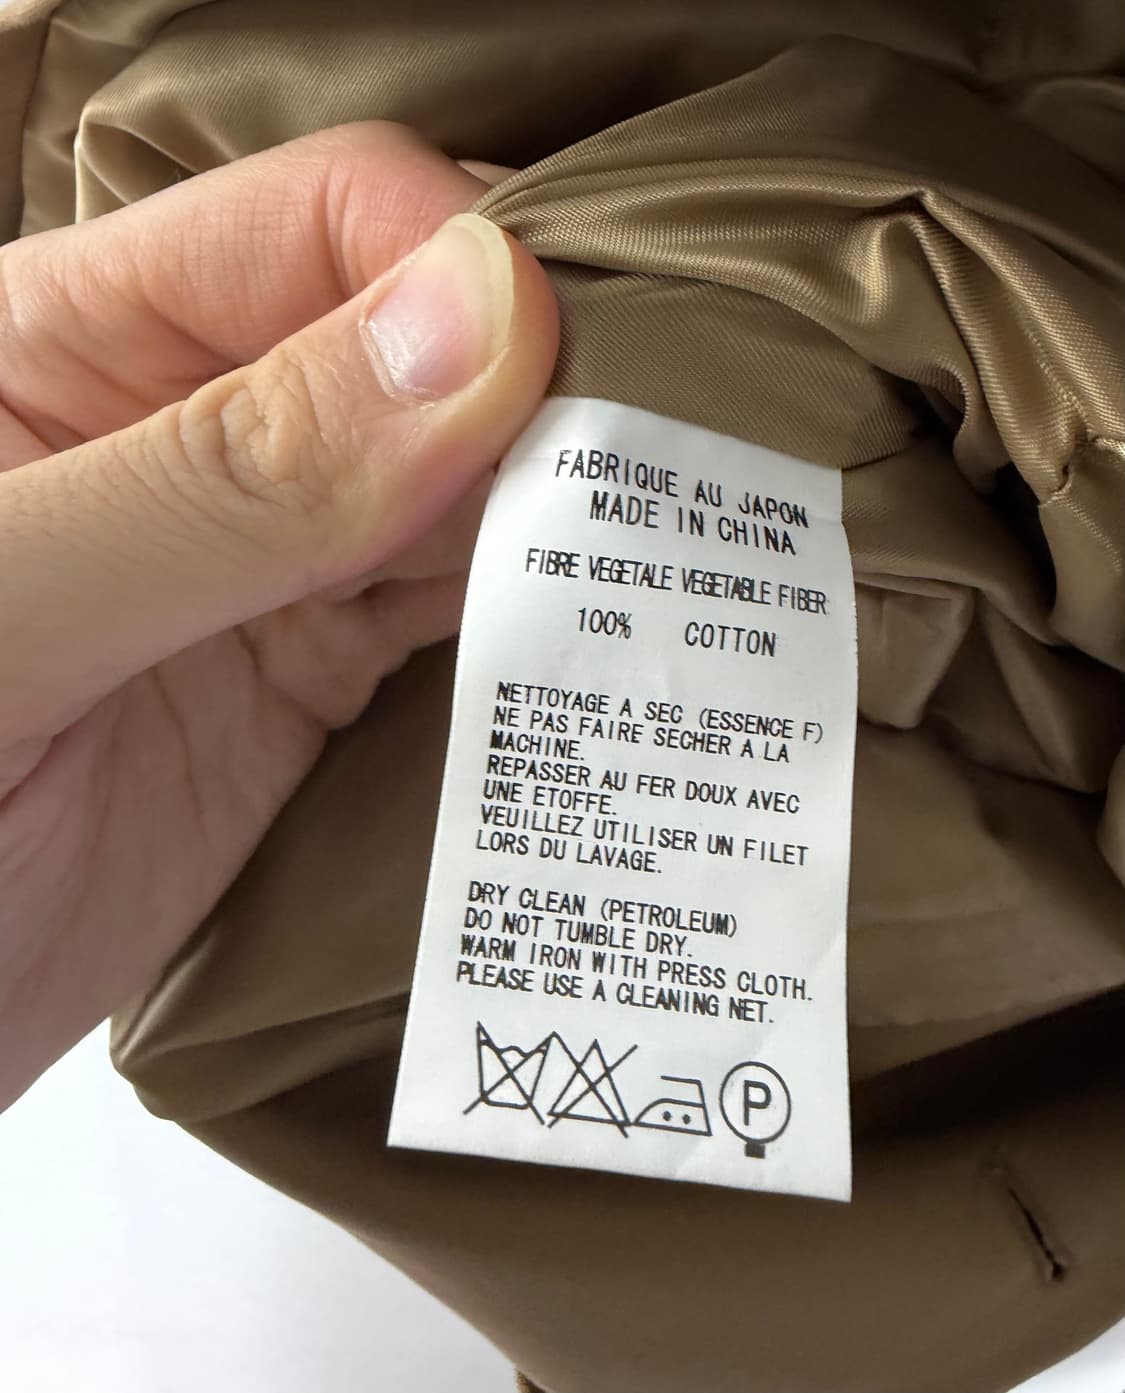 FABRIQUE AU JAPON
MADE IN CHINA
FIBRE VEGETALE VEGETABLE FIBER
100% COTTON
NETTOYAGE A SEC (ESSENCE F)
NE PAS FAIRE SECHER A LA
MACHINE.
REPASSER AU FER DOUX AVEC
UNE ETOFFE.
VEUILLEZ UTILISER UN FILET
LORS DU LAVAGE.
DRY CLEAN (PETROLEUM)
DO NOT TUMBLE DRY.
WARM IRON WITH PRESS CLOTH.
PLEASE USE A CLEANING NET.
P